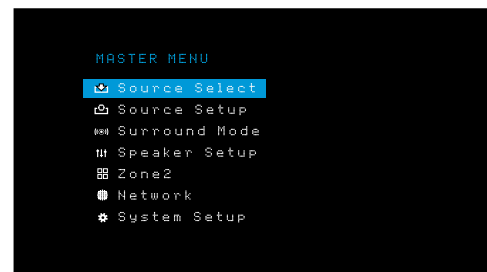 MASTER MENU
Source Select
Source Setup
Surround Mode
Speaker Setup
Zone2
Network
System Setup